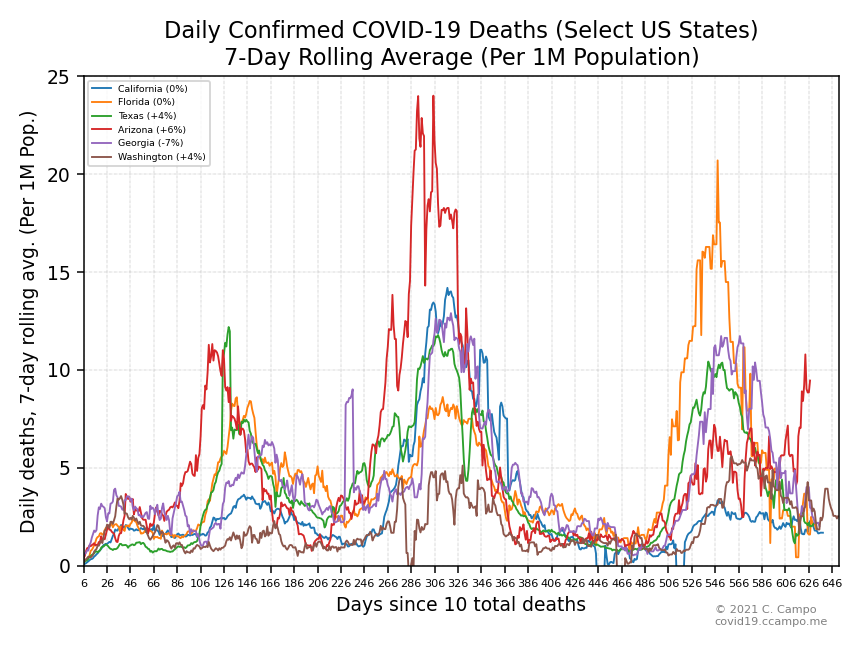 Daily Confirmed COVID-19 Deaths (Select US States)
7-Day Rolling Average (Per 1M Population)
Daily deaths, 7-day rolling avg. (Per 1M Pop.)
25
20
15
10
5
0
California (0%)
Florida (0%)
Texas (+4%)
Arizona (+6%)
Georgia (-7%)
Washington (+4%)
6 26 46 66 86 106 126 146 166 186 206 226 246 266 286 306 326 346 366 386 406 426 446 466 486 506 526 546 566 586 606 626 646
Days since 10 total deaths
© 2021 C. Campo
covid19.ccampo.me